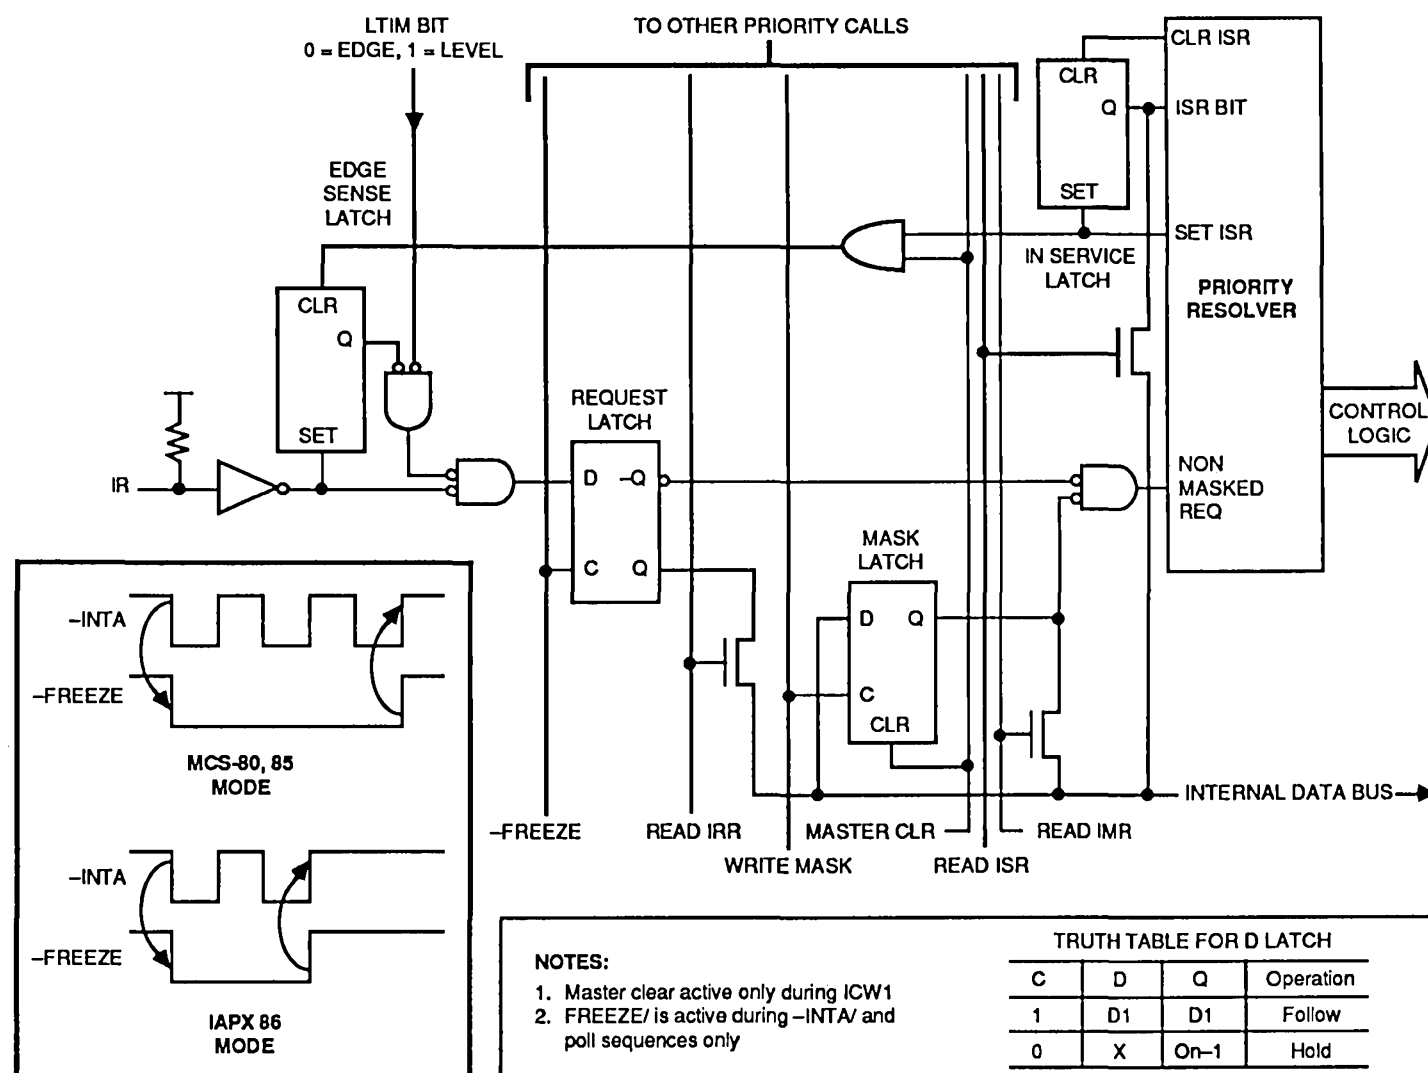 LTIM BIT
0 = EDGE, 1 = LEVEL
TO OTHER PRIORITY CALLS
CLR ISR
CLR
Q
ISR BIT
EDGE
SENSE
LATCH
SET
SET ISR
IN SERVICE
LATCH
PRIORITY
RESOLVER
CLR
Q
SET
REQUEST
LATCH
CONTROL
LOGIC
IR
D
–Q
C
Q
NON
MASKED
REQ
MASK
LATCH
D
Q
C
CLR
–INTA
–FREEZE
MCS-80, 85
MODE
–INTA
–FREEZE
IAPX 86
MODE
INTERNAL DATA BUS
–FREEZE
READ IRR
MASTER CLR
READ IMR
WRITE MASK
READ ISR
NOTES:
1. Master clear active only during ICW1
2. FREEZE/ is active during –INTA/ and
poll sequences only
TRUTH TABLE FOR D LATCH
C D Q Operation
1 D1 D1 Follow
0 X On–1 Hold